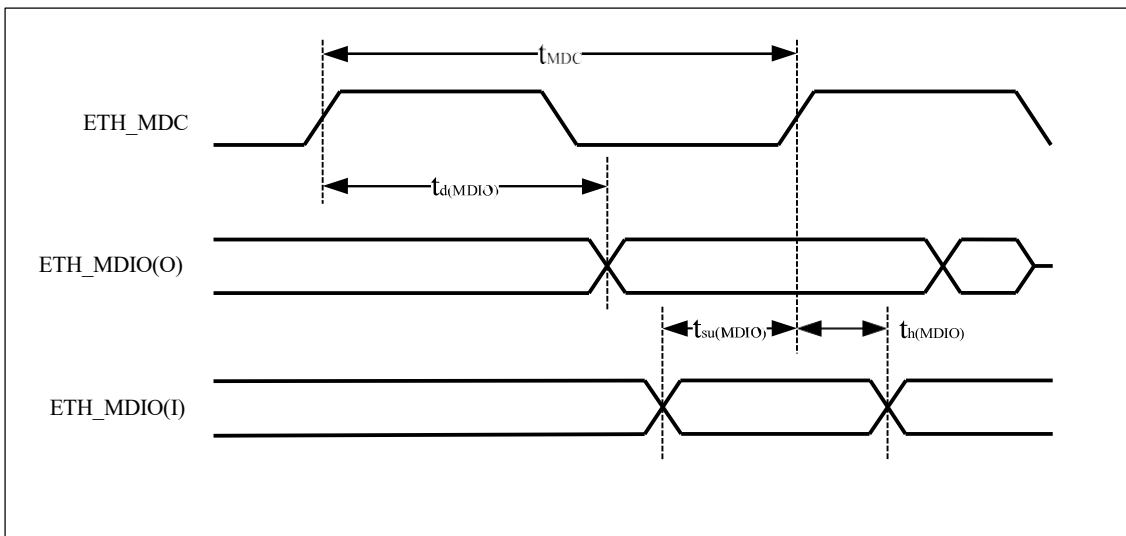 tMDC
ETH_MDC
td(MDIO)
ETH_MDIO(O)
tsu(MDIO)
th(MDIO)
ETH_MDIO(I)